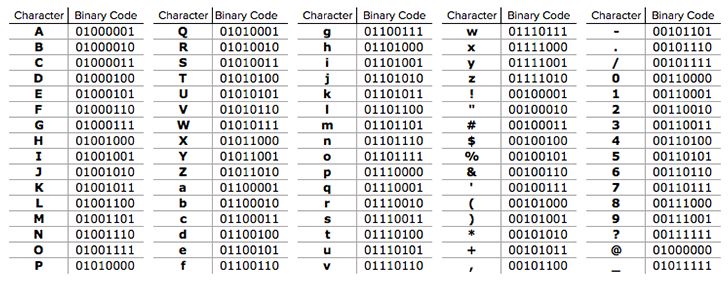 Character Binary Code Character Binary Code Character Binary Code Character Binary Code Character Binary Code
A 01000001 Q 01010001 g 01100111 w 01110111 - 00101101
B 01000010 R 01010010 h 01101000 x 01111000 . 00101110
C 01000011 S 01010011 i 01101001 y 01111001 / 00101111
D 01000100 T 01010100 j 01101010 z 01111010 0 00110000
E 01000101 U 01010101 k 01101011 ! 00100001 1 00110001
F 01000110 V 01010110 l 01101100 " 00100010 2 00110010
G 01000111 W 01010111 m 01101101 # 00100011 3 00110011
H 01001000 X 01011000 n 01101110 $ 00100100 4 00110100
I 01001001 Y 01011001 o 01101111 % 00100101 5 00110101
J 01001010 Z 01011010 p 01110000 & 00100110 6 00110110
K 01001011 a 01100001 q 01110001 ' 00100111 7 00110111
L 01001100 b 01100010 r 01110010 ( 00101000 8 00111000
M 01001101 c 01100011 s 01110011 ) 00101001 9 00111001
N 01001110 d 01100100 t 01110100 * 00101010 ? 00111111
O 01001111 e 01100101 u 01110101 + 00101011 @ 01000000
P 01010000 f 01100110 v 01110110 , 00101100 _ 01011111